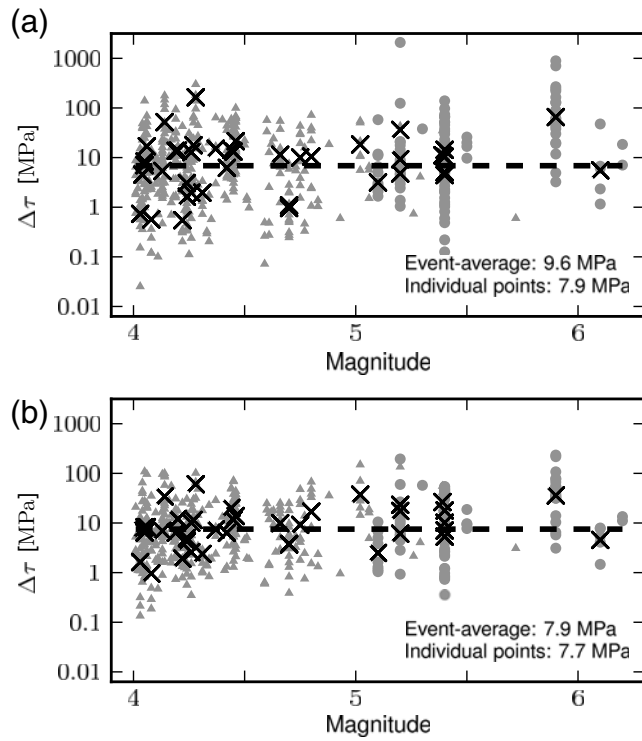 (a)
1000
100
10
1
0.1
0.01
Δτ [MPa]
Event-average: 9.6 MPa
Individual points: 7.9 MPa
4 5 6
Magnitude
(b)
1000
100
10
1
0.1
0.01
Δτ [MPa]
Event-average: 7.9 MPa
Individual points: 7.7 MPa
4 5 6
Magnitude